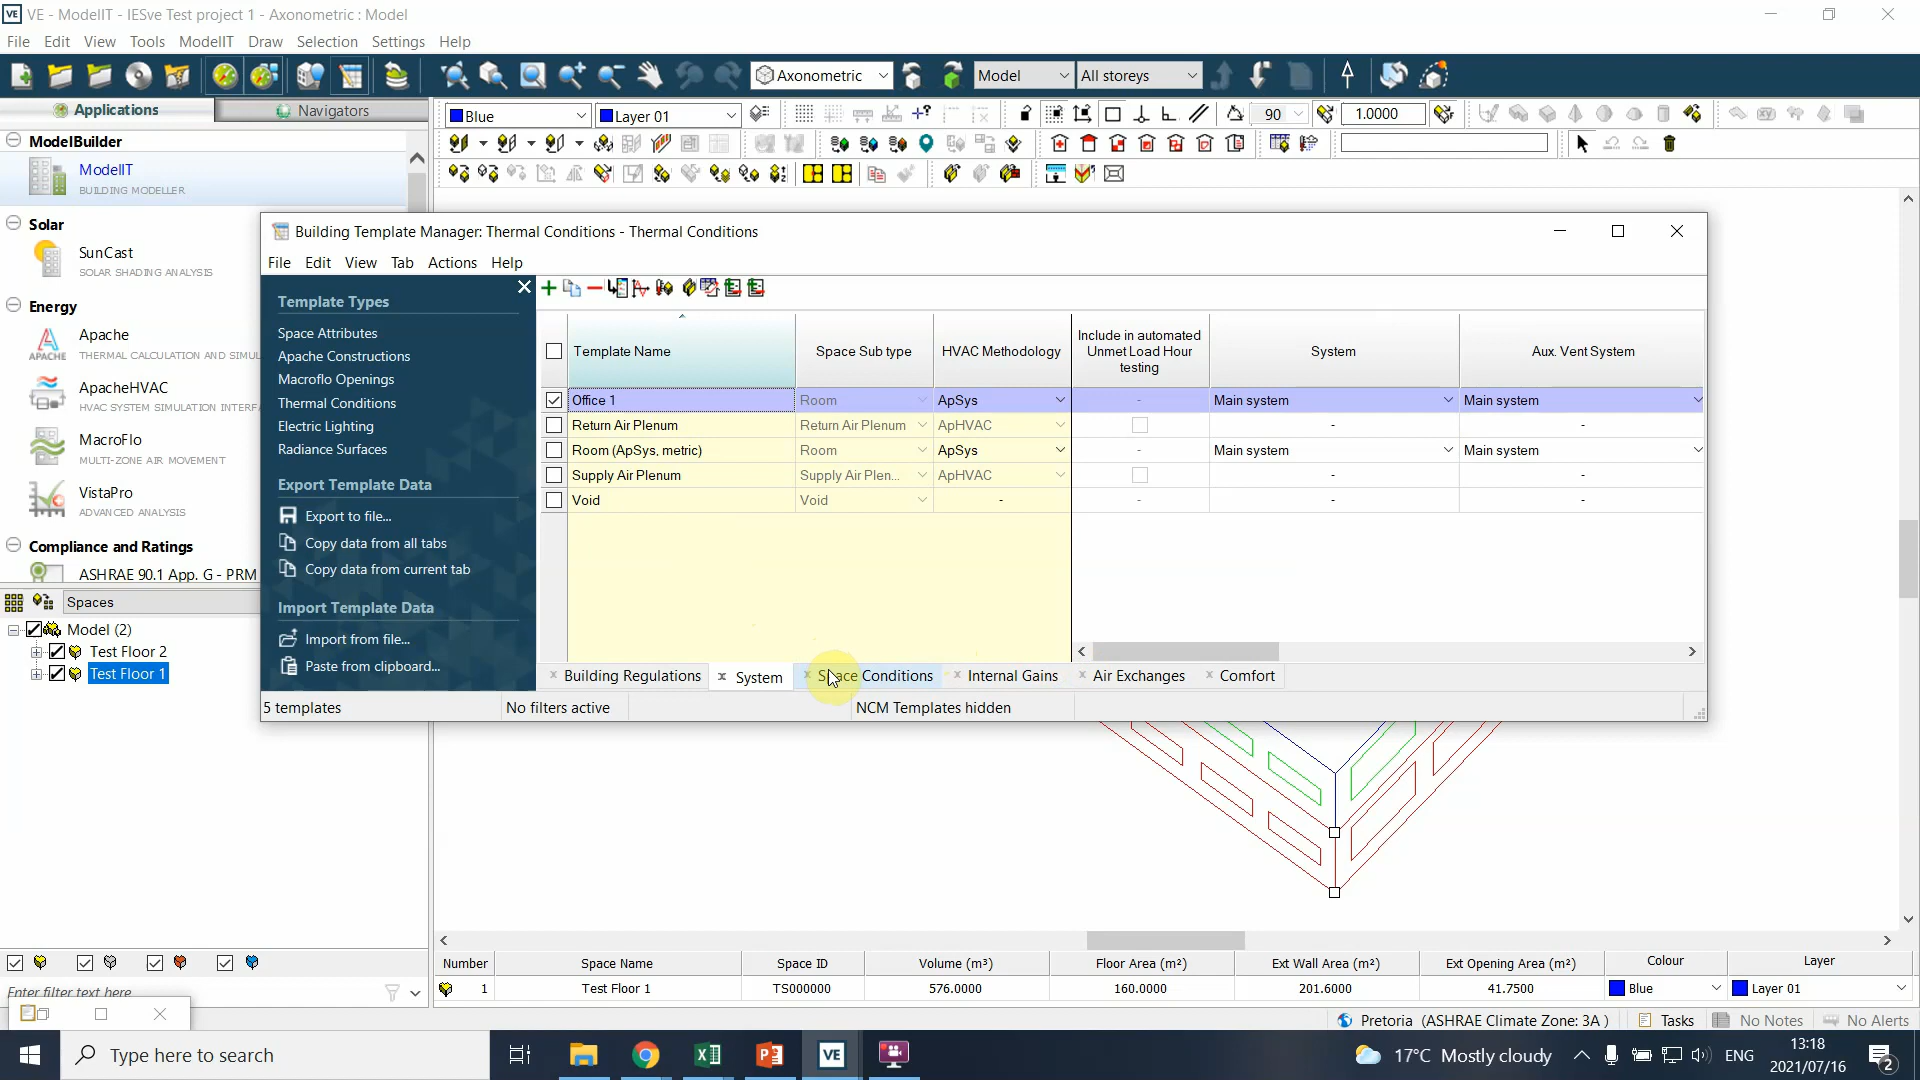 VE - ModelIT - IESve Test project 1 - Axonometric : Model
File Edit View Tools ModelIT Draw Selection Settings Help
Axonometric Model All storeys
Applications Navigators
Blue Layer 01 90 1.0000
ModelBuilder
ModelIT
BUILDING MODELLER
Solar
SunCast
SOLAR SHADING ANALYSIS
Energy
Apache
APACHE THERMAL CALCULATION AND SIMUL
ApacheHVAC
HVAC SYSTEM SIMULATION INTERFA
MacroFlo
MULTI-ZONE AIR MOVEMENT
VistaPro
ADVANCED ANALYSIS
Compliance and Ratings
ASHRAE 90.1 App. G - PRM
Spaces
Model (2)
Test Floor 2
Test Floor 1
Enter filter text here
Building Template Manager: Thermal Conditions - Thermal Conditions
File Edit View Tab Actions Help
Template Types
Space Attributes
Apache Constructions
Macroflo Openings
Thermal Conditions
Electric Lighting
Radiance Surfaces
Export Template Data
Export to file...
Copy data from all tabs
Copy data from current tab
Import Template Data
Import from file...
Paste from clipboard...
Template Name Space Sub type HVAC Methodology Include in automated Unmet Load Hour testing System Aux. Vent System
Office 1 Room ApSys - Main system Main system
Return Air Plenum Return Air Plenum ApHVAC - -
Room (ApSys, metric) Room ApSys - Main system Main system
Supply Air Plenum Supply Air Plen... ApHVAC - -
Void Void - - - -
Building Regulations System Space Conditions Internal Gains Air Exchanges Comfort
5 templates No filters active NCM Templates hidden
Number Space Name Space ID Volume (m³) Floor Area (m²) Ext Wall Area (m²) Ext Opening Area (m²) Colour Layer
1 Test Floor 1 TS000000 576.0000 160.0000 201.6000 41.7500 Blue Layer 01
Pretoria (ASHRAE Climate Zone: 3A ) Tasks No Notes No Alerts
Type here to search
VE
17°C Mostly cloudy ENG
13:18
2021/07/16
2